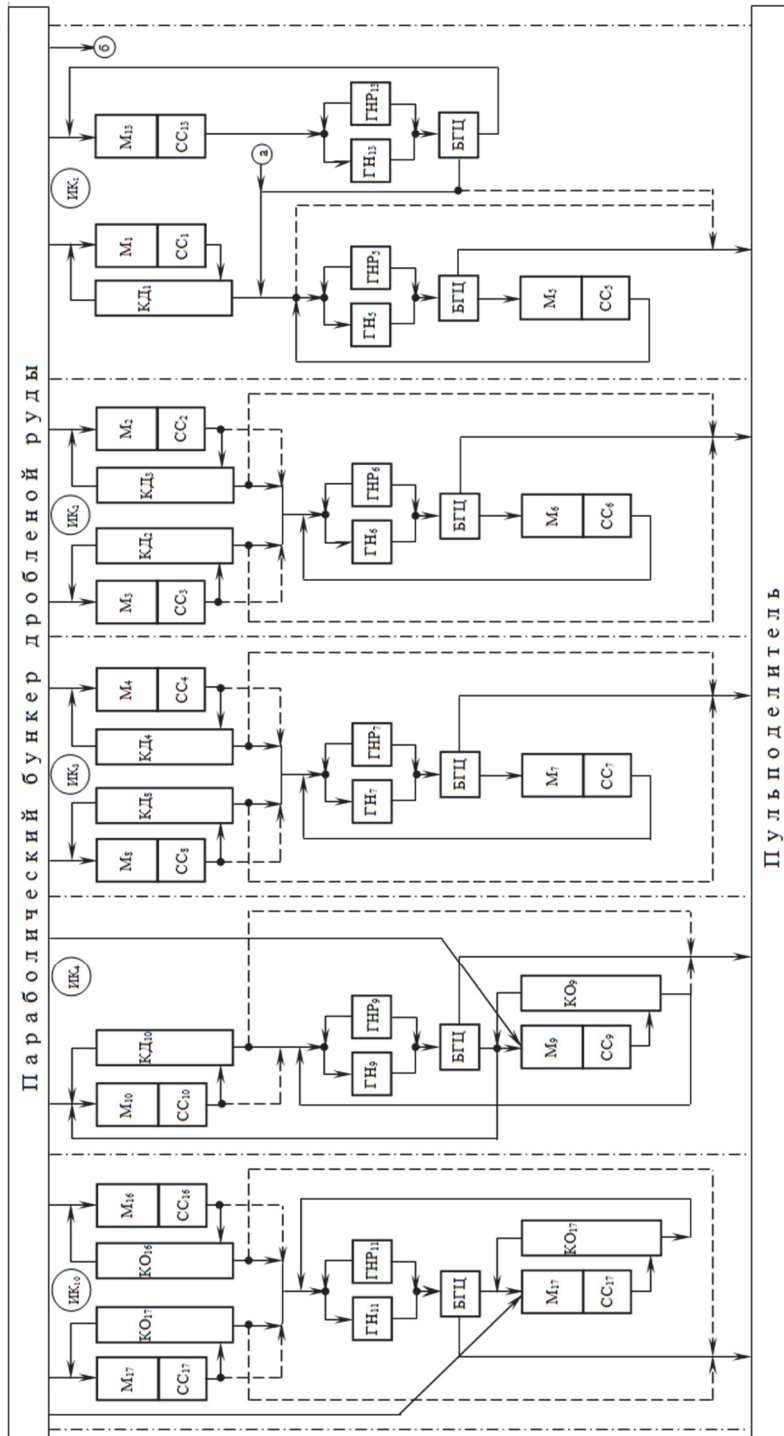 Параболический бункер дробленой руды
ИК₁₀
М₁₇
СС₁₇
КО₁₇
КО₁₆
М₁₆
СС₁₆
ГН₁₁
ГНР₁₁
БГЦ
М₁₇
СС₁₇
КО₁₇
ИК₄
М₁₀
СС₁₀
КД₁₀
ГН₉
ГНР₉
БГЦ
М₉
СС₉
КО₉
ИК₃
М₈
СС₈
КД₈
КД₄
М₄
СС₄
ГН₇
ГНР₇
БГЦ
М₇
СС₇
ИК₂
М₃
СС₃
КД₂
КД₃
М₂
СС₂
ГН₆
ГНР₆
БГЦ
М₆
СС₆
ИК₁
КД₁
М₁
СС₁
М₁₃
СС₁₃
б
а
ГН₁₃
ГНР₁₃
БГЦ
ГН₅
ГНР₅
БГЦ
М₅
СС₅
Пульподелитель